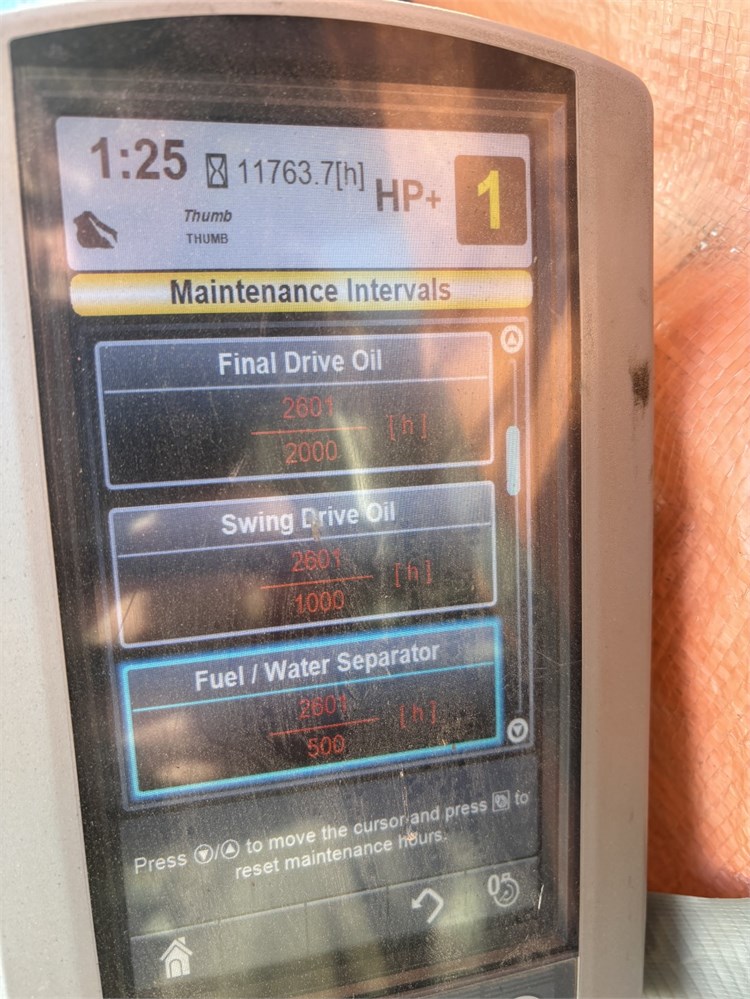 1:25 11763.7[h] HP+ 1
Thumb
THUMB
Maintenance Intervals
Final Drive Oil
2601
2000
[h]
Swing Drive Oil
2601
1000
[h]
Fuel / Water Separator
2601
500
[h]
Press / to move the cursor and press to
reset maintenance hours.